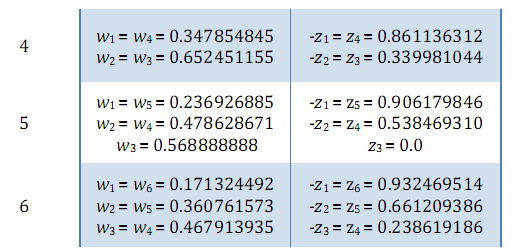 4
w₁ = w₄ = 0.347854845 -z₁ = z₄ = 0.861136312
w₂ = w₃ = 0.652451155 -z₂ = z₃ = 0.339981044
w₁ = w₅ = 0.236926885 -z₁ = z₅ = 0.906179846
5 w₂ = w₄ = 0.478628671 -z₂ = z₄ = 0.538469310
w₃ = 0.568888888 z₃ = 0.0
w₁ = w₆ = 0.171324492 -z₁ = z₆ = 0.932469514
6 w₂ = w₅ = 0.360761573 -z₂ = z₅ = 0.661209386
w₃ = w₄ = 0.467913935 -z₃ = z₄ = 0.238619186